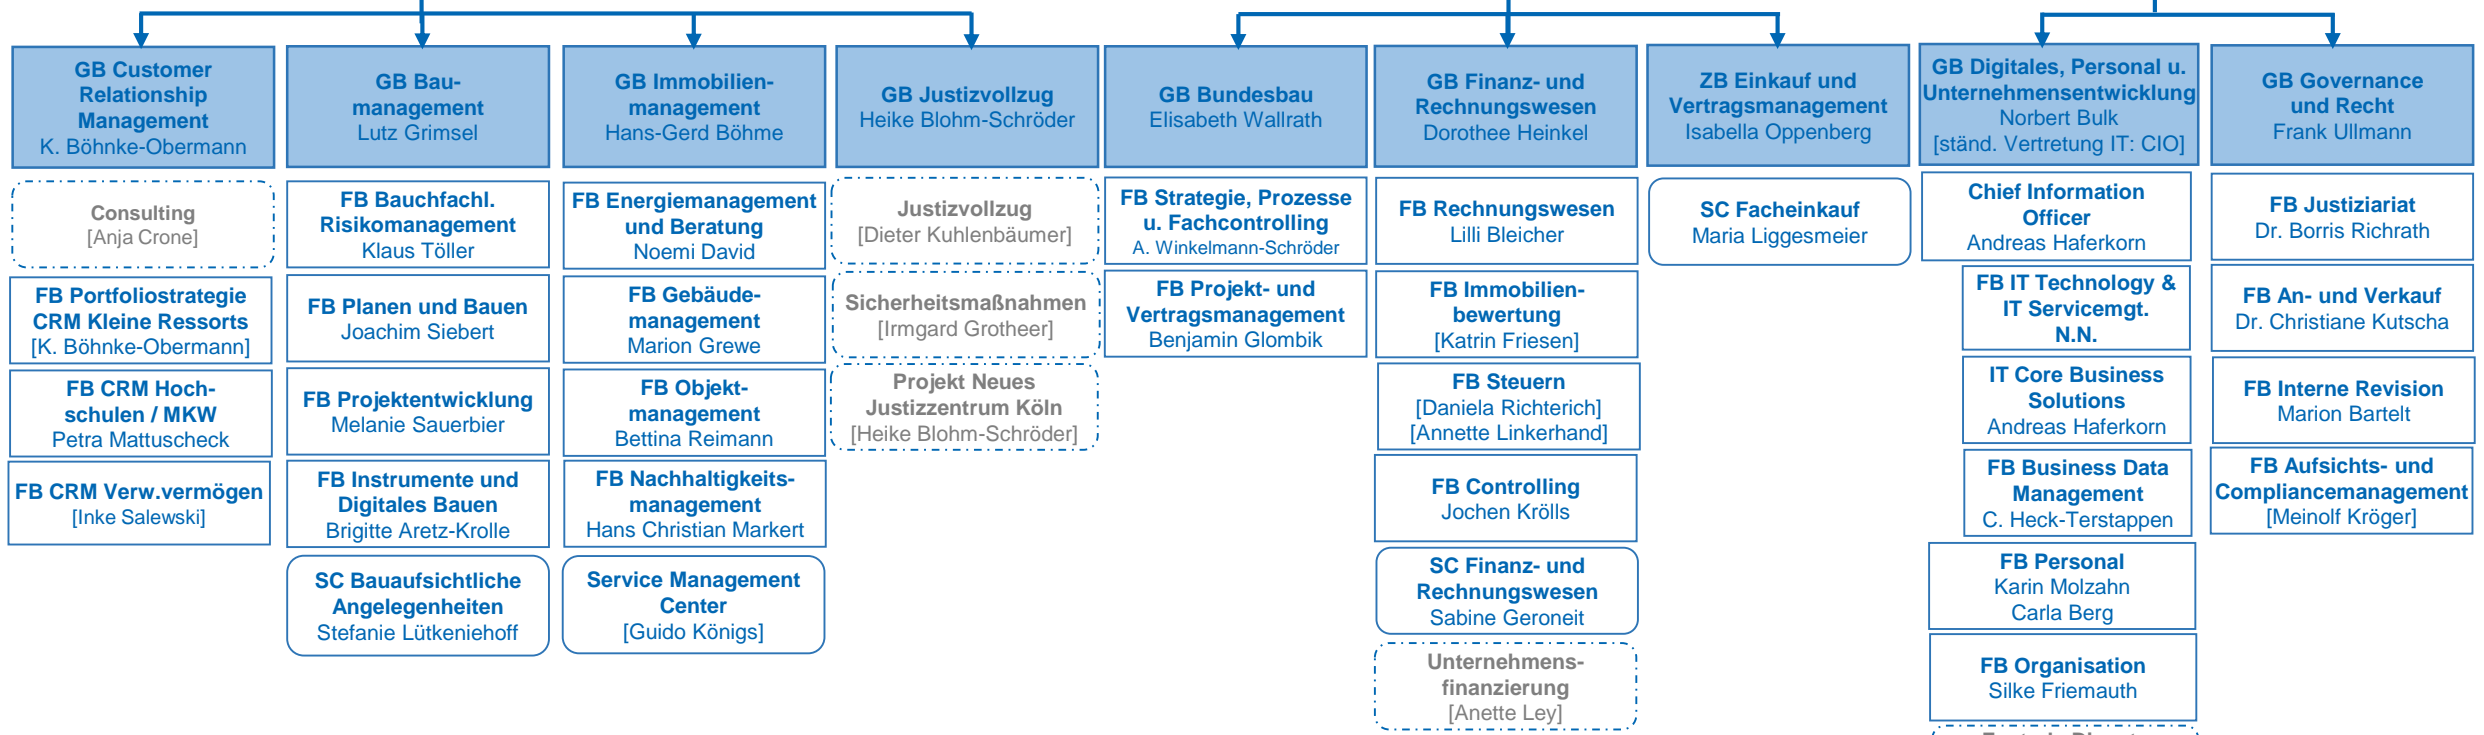 GB Customer
Relationship
Management
K. Böhnke-Obermann
Consulting
[Anja Crone]
FB Portfoliostrategie
CRM Kleine Ressorts
[K. Böhnke-Obermann]
FB CRM Hoch-
schulen / MKW
Petra Mattuscheck
FB CRM Verw.vermögen
[Inke Salewski]
GB Bau-
management
Lutz Grimsel
FB Bauchfachl.
Risikomanagement
Klaus Töller
FB Planen und Bauen
Joachim Siebert
FB Projektentwicklung
Melanie Sauerbier
FB Instrumente und
Digitales Bauen
Brigitte Aretz-Krolle
SC Bauaufsichtliche
Angelegenheiten
Stefanie Lütkeniehoff
GB Immobilien-
management
Hans-Gerd Böhme
FB Energiemanagement
und Beratung
Noemi David
FB Gebäude-
management
Marion Grewe
FB Objekt-
management
Bettina Reimann
FB Nachhaltigkeits-
management
Hans Christian Markert
Service Management
Center
[Guido Königs]
GB Justizvollzug
Heike Blohm-Schröder
Justizvollzug
[Dieter Kuhlenbäumer]
Sicherheitsmaßnahmen
[Irmgard Grotheer]
Projekt Neues
Justizzentrum Köln
[Heike Blohm-Schröder]
GB Bundesbau
Elisabeth Wallrath
FB Strategie, Prozesse
u. Fachcontrolling
A. Winkelmann-Schröder
FB Projekt- und
Vertragsmanagement
Benjamin Glombik
GB Finanz- und
Rechnungswesen
Dorothee Heinkel
FB Rechnungswesen
Lilli Bleicher
FB Immobilien-
bewertung
[Katrin Friesen]
FB Steuern
[Daniela Richterich]
[Annette Linkerhand]
FB Controlling
Jochen Krölls
SC Finanz- und
Rechnungswesen
Sabine Geroneit
Unternehmens-
finanzierung
[Anette Ley]
ZB Einkauf und
Vertragsmanagement
Isabella Oppenberg
SC Facheinkauf
Maria Liggesmeier
GB Digitales, Personal u.
Unternehmensentwicklung
Norbert Bulk
[ständ. Vertretung IT: CIO]
Chief Information
Officer
Andreas Haferkorn
FB IT Technology &
IT Servicemgt.
N.N.
IT Core Business
Solutions
Andreas Haferkorn
FB Business Data
Management
C. Heck-Terstappen
FB Personal
Karin Molzahn
Carla Berg
FB Organisation
Silke Friemauth
GB Governance
und Recht
Frank Ullmann
FB Justiziariat
Dr. Borris Richrath
FB An- und Verkauf
Dr. Christiane Kutscha
FB Interne Revision
Marion Bartelt
FB Aufsichts- und
Compliancemanagement
[Meinolf Kröger]